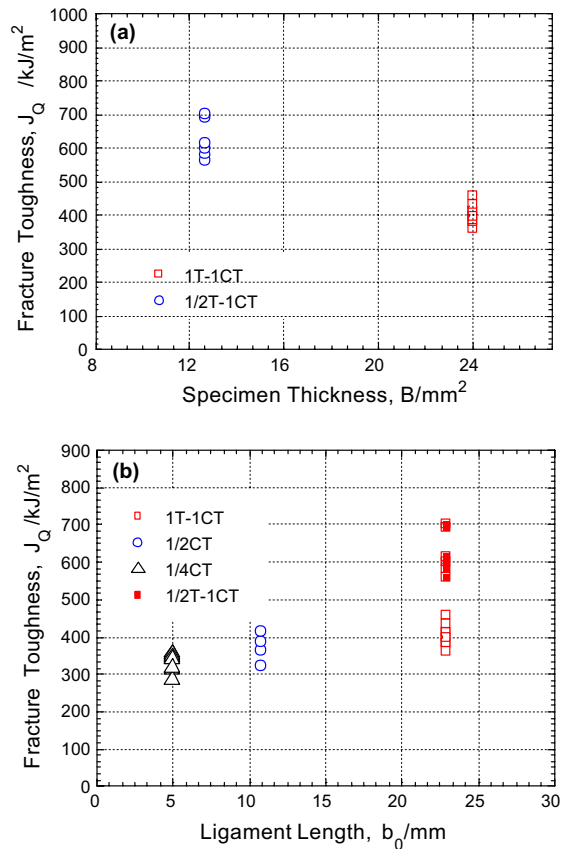 (a)
Fracture Toughness, J_Q /kJ/m²
1000
900
800
700
600
500
400
300
200
100
0
1T-1CT
1/2T-1CT
8
12
16
20
24
Specimen Thickness, B/mm²
(b)
Fracture Toughness, J_Q /kJ/m²
900
800
700
600
500
400
300
200
100
0
1T-1CT
1/2CT
1/4CT
1/2T-1CT
0
5
10
15
20
25
30
Ligament Length, b_0/mm